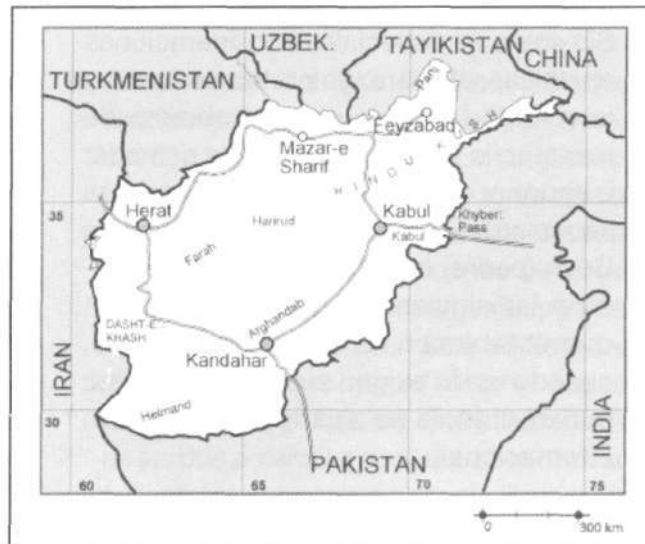 UZBEK.
TAYIKISTAN
CHINA
TURKMENISTAN
Feyzabad
Mazar-e
Sharif
HINDU K S H
35
Herat
Harirud
Kabul
Khyber
Pass
Kabul
Farah
DASHT-E
KHASH
Arghandab
Kandahar
IRAN
30
Helmand
INDIA
PAKISTAN
60
65
70
75
0
300 km